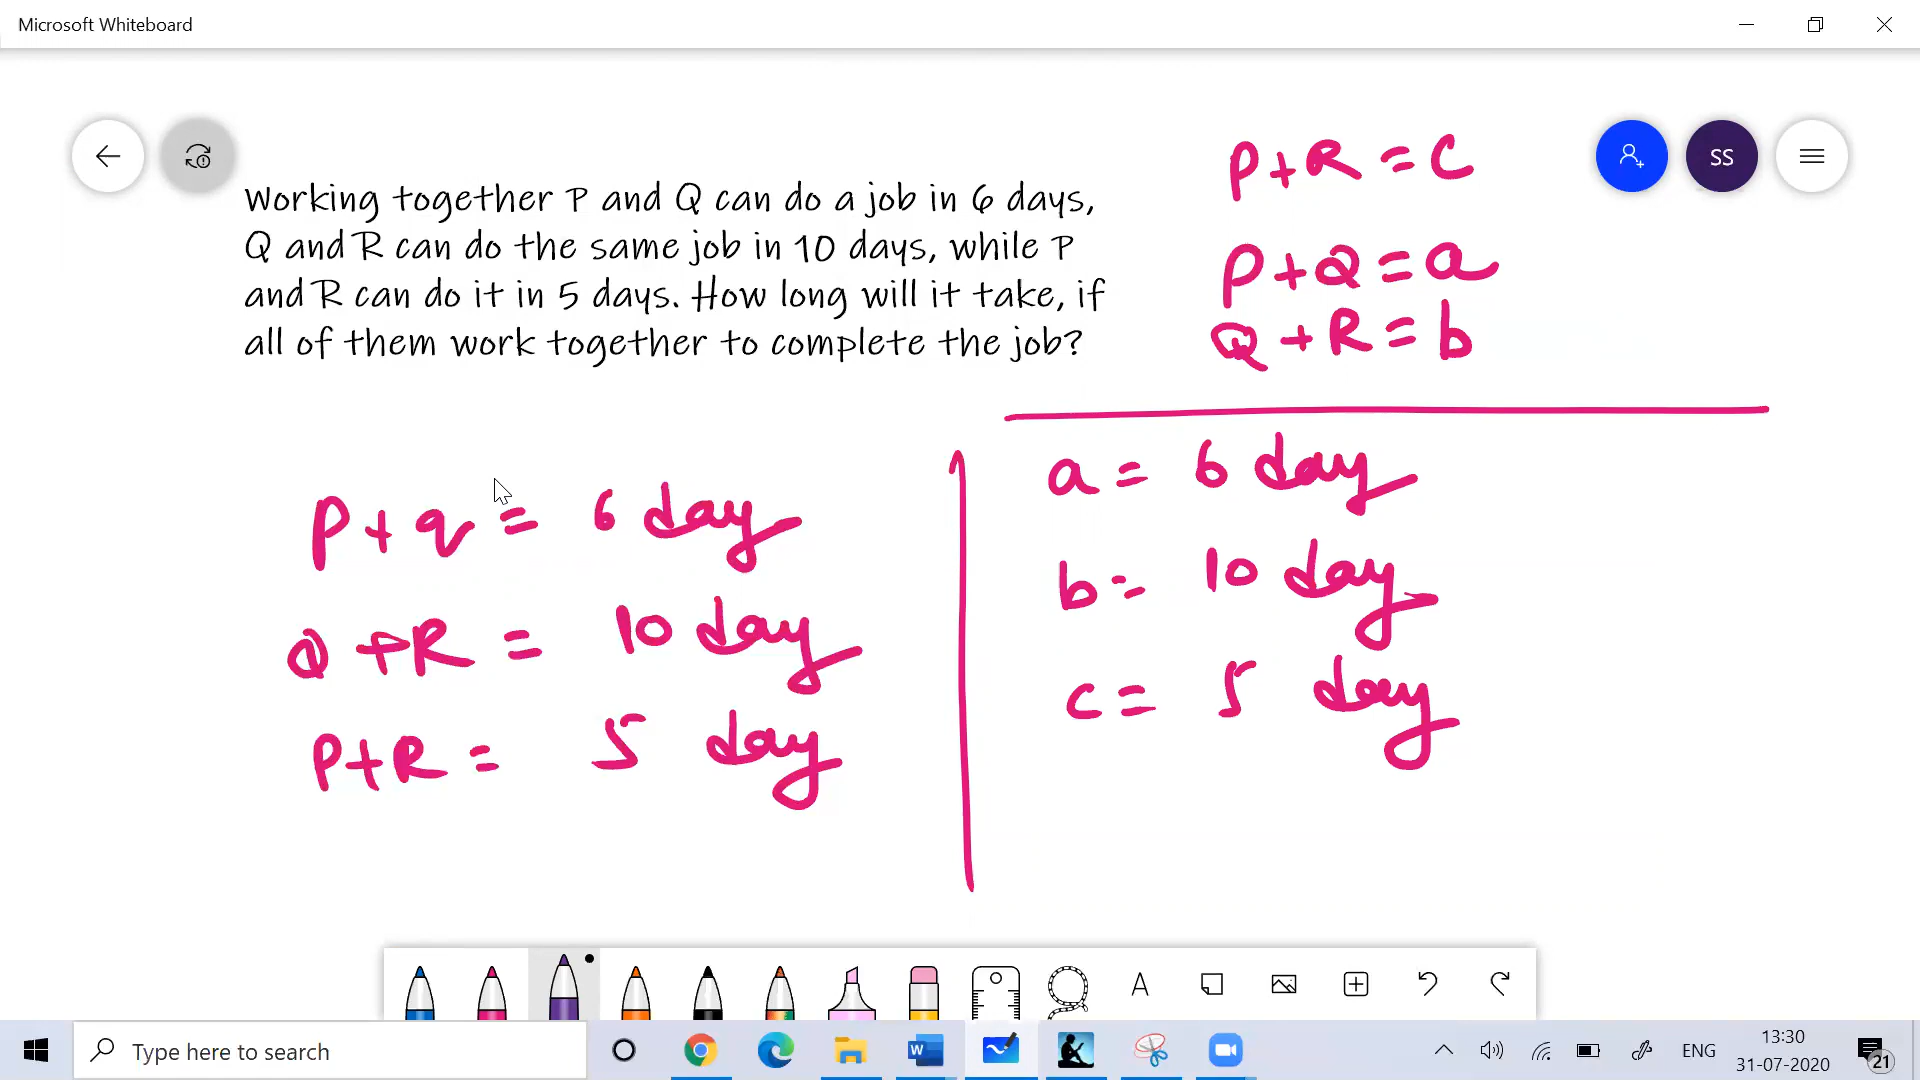 Microsoft Whiteboard
SS
Working together P and Q can do a job in 6 days,
Q and R can do the same job in 10 days, while P
and R can do it in 5 days. How long will it take, if
all of them work together to complete the job?
P+R = C
P+Q = a
Q+R = b
P+q = 6 day
Q+R = 10 day
P+R = 5 day
a = 6 day
b = 10 day
c = 5 day
A
Type here to search
ENG
13:30
31-07-2020
21